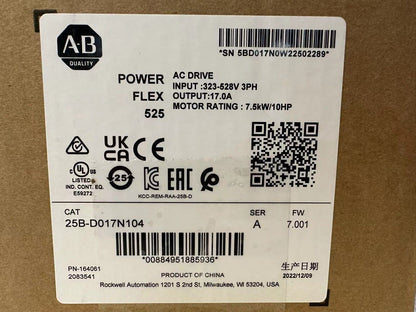 A-B
QUALITY
*SN 5BD017N0W22502289*
POWER
FLEX
525
AC DRIVE
INPUT :323-528V 3PH
OUTPUT:17.0A
MOTOR RATING : 7.5kW/10HP
UK
CA
CE
C UL US
LISTED
IND. CONT. EQ.
E59272
25
EAC
KCC-REM-RAA-25B-D
CAT
25B-D017N104
SER
A
FW
7.001
*00884951885936*
PN-164061
2083541
PRODUCT OF CHINA
Rockwell Automation 1201 S 2nd St, Milwaukee, WI 53204, USA
生产日期
2022/12/09